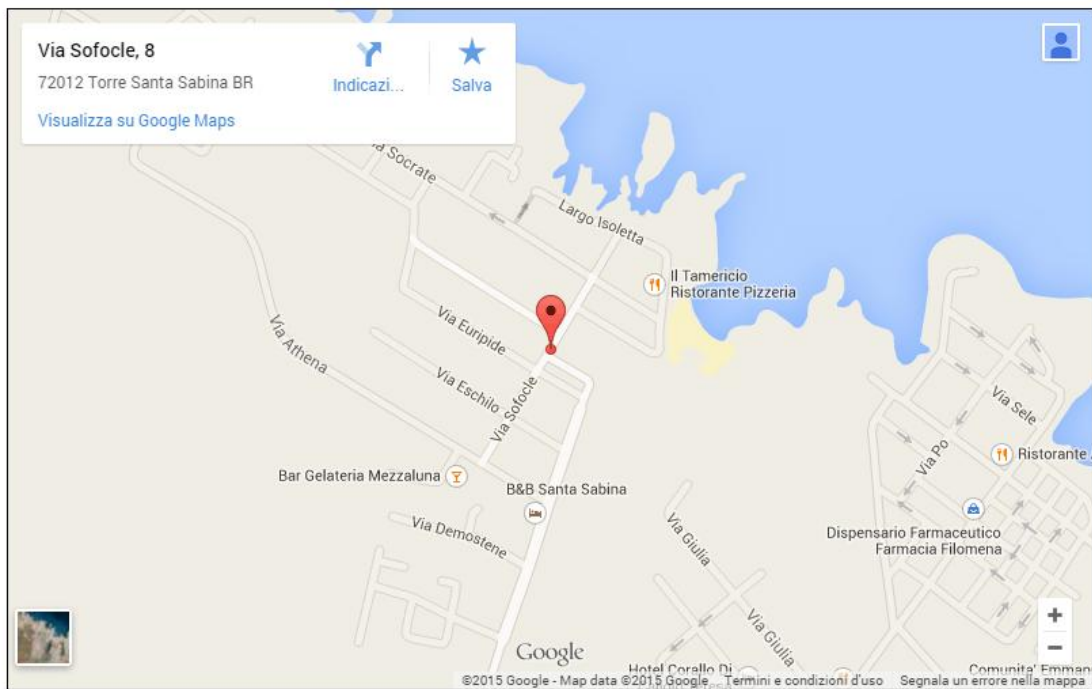 Via Sofocle, 8
72012 Torre Santa Sabina BR
Indicazi...
Salva
Visualizza su Google Maps
Via Socrate
Largo Isoletta
Il Tamericio
Ristorante Pizzeria
Via Euripide
Via Athena
Via Eschilo
Via Sofocle
Via Sele
Via Po
Ristorante
Bar Gelateria Mezzaluna
B&B Santa Sabina
Via Demostene
Via Giulia
Dispensario Farmaceutico
Farmacia Filomena
Via Giulia
+
−
Google
Hotel Corallo Di
Comunita' Emmanu
©2015 Google - Map data ©2015 Google
Termini e condizioni d'uso
Segnala un errore nella mappa